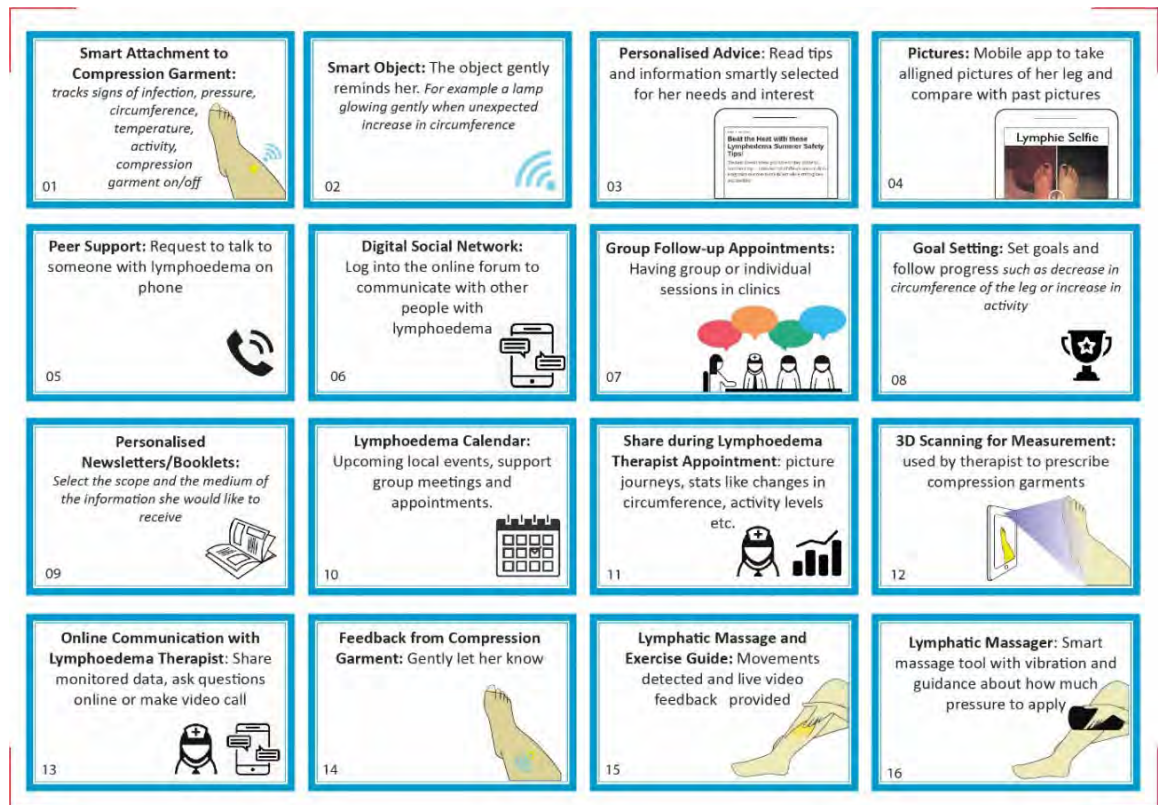 Smart Attachment to
Compression Garment:
tracks signs of infection, pressure,
circumference,
temperature,
activity,
compression
garment on/off
01
Smart Object: The object gently
reminds her. For example a lamp
glowing gently when unexpected
increase in circumference
02
Personalised Advice: Read tips
and information smartly selected
for her needs and interest
Beat the Heat with these
Lymphedema Summer Safety
Tips!
03
Pictures: Mobile app to take
alligned pictures of her leg and
compare with past pictures
Lymphie Selfie
04
Peer Support: Request to talk to
someone with lymphoedema on
phone
05
Digital Social Network:
Log into the online forum to
communicate with other
people with
lymphoedema
06
Group Follow-up Appointments:
Having group or individual
sessions in clinics
07
Goal Setting: Set goals and
follow progress such as decrease in
circumference of the leg or increase in
activity
08
Personalised
Newsletters/Booklets:
Select the scope and the medium of
the information she would like to
receive
09
Lymphoedema Calendar:
Upcoming local events, support
group meetings and
appointments.
10
Share during Lymphoedema
Therapist Appointment: picture
journeys, stats like changes in
circumference, activity levels
etc.
11
3D Scanning for Measurement:
used by therapist to prescribe
compression garments
12
Online Communication with
Lymphoedema Therapist: Share
monitored data, ask questions
online or make video call
13
Feedback from Compression
Garment: Gently let her know
14
Lymphatic Massage and
Exercise Guide: Movements
detected and live video
feedback provided
15
Lymphatic Massager: Smart
massage tool with vibration and
guidance about how much
pressure to apply
16